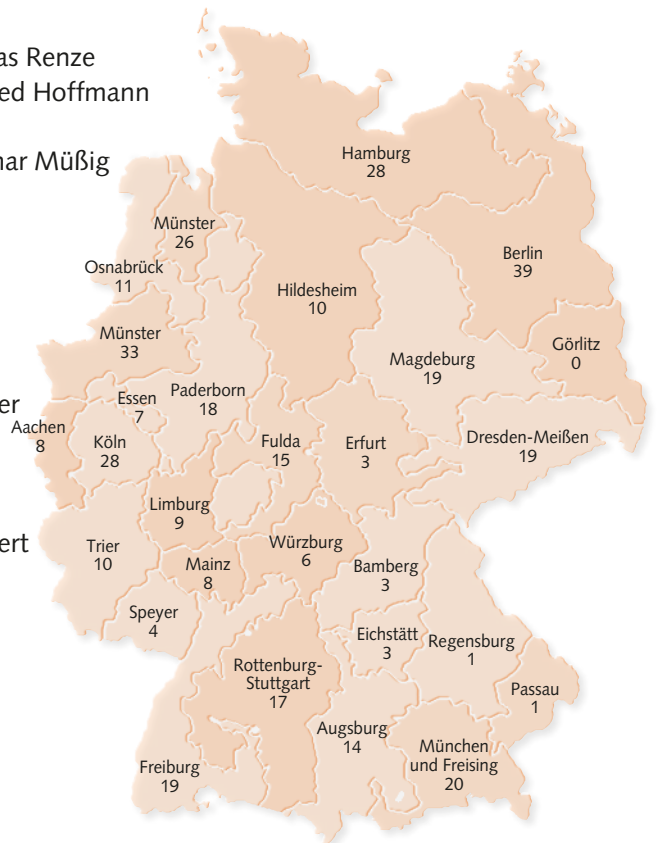 as Renze
ed Hoffmann
nar Müßig
er
ert
Hamburg
28
Münster
26
Berlin
39
Osnabrück
11
Hildesheim
10
Münster
33
Görlitz
0
Magdeburg
19
Paderborn
18
Essen
7
Aachen
8
Köln
28
Fulda
15
Erfurt
3
Dresden-Meißen
19
Limburg
9
Trier
10
Würzburg
6
Mainz
8
Bamberg
3
Speyer
4
Eichstätt
3
Regensburg
1
Rottenburg-
Stuttgart
17
Passau
1
Augsburg
14
München
und Freising
20
Freiburg
19